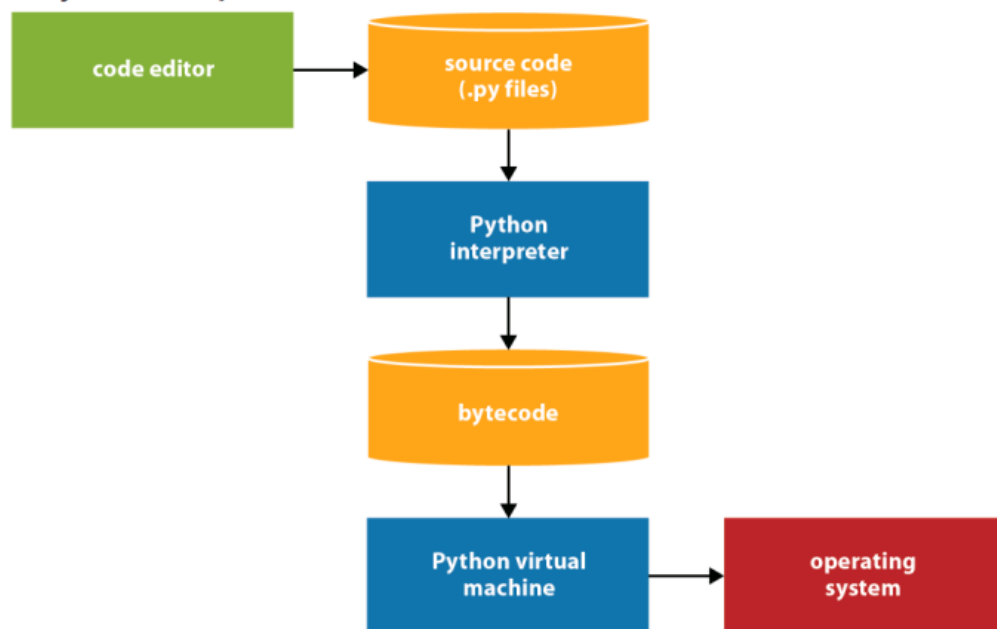 code editor
source code
(.py files)
Python
interpreter
bytecode
Python virtual
machine
operating
system